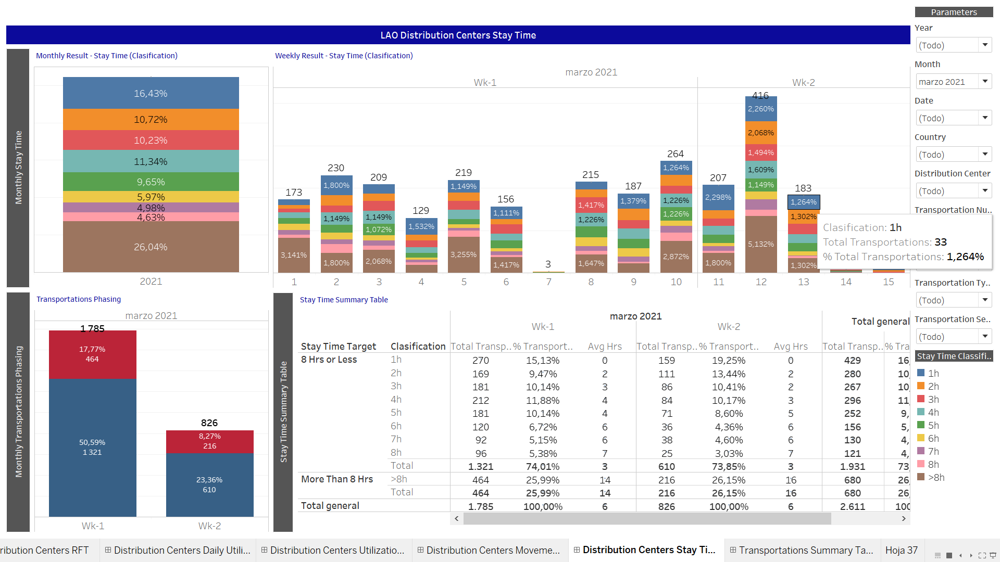 Parameters
LAO Distribution Centers Stay Time
Year
(Todo)
Month
marzo 2021
Date
(Todo)
Country
(Todo)
Distribution Center
(Todo)
Transportation Nu..
Transportation Ty..
(Todo)
Transportation Se..
(Todo)
Stay Time Classifi..
1h
2h
3h
4h
5h
6h
7h
8h
>8h
Monthly Stay Time
Monthly Result - Stay Time (Clasification)
16,43%
10,72%
10,23%
11,34%
9,65%
5,97%
4,98%
4,63%
26,04%
2021
Weekly Result - Stay Time (Clasification)
marzo 2021
Wk-1 Wk-2
173
3,141%
230
1,800%
1,149%
1,800%
209
1,149%
1,072%
2,068%
129
1,532%
219
1,149%
3,255%
156
1,111%
1,417%
3
215
1,417%
1,226%
1,647%
187
1,379%
264
1,264%
1,226%
1,226%
2,872%
207
2,298%
1,800%
416
2,260%
2,068%
1,494%
1,609%
1,149%
5,132%
183
1,264%
1,302%
1,302%
Clasification: 1h
Total Transportations: 33
% Total Transportations: 1,264%
1 2 3 4 5 6 7 8 9 10 11 12 13 14 15
Monthly Transportations Phasing
Transportations Phasing
marzo 2021
1 785
17,77%
464
50,59%
1 321
826
8,27%
216
23,36%
610
Wk-1 Wk-2
Stay Time Summary Table
Stay Time Summary Table
marzo 2021 Total general
Wk-1 Wk-2
Stay Time Target Clasification Total Transp.. % Transport.. Avg Hrs Total Transp.. % Transport.. Avg Hrs Total Transp.. % Tra
8 Hrs or Less 1h 270 15,13% 0 159 19,25% 0 429 16,
2h 169 9,47% 2 111 13,44% 2 280 10,
3h 181 10,14% 3 86 10,41% 2 267 10,
4h 212 11,88% 4 84 10,17% 3 296 11,
5h 181 10,14% 4 71 8,60% 5 252 9,
6h 120 6,72% 6 36 4,36% 6 156 5,
7h 92 5,15% 6 38 4,60% 6 130 4,
8h 96 5,38% 7 25 3,03% 7 121 4,
Total 1.321 74,01% 3 610 73,85% 3 1.931 73,
More Than 8 Hrs >8h 464 25,99% 14 216 26,15% 16 680 26,
Total 464 25,99% 14 216 26,15% 16 680 26,
Total general 1.785 100,00% 6 826 100,00% 6 2.611 100
ribution Centers RFT Distribution Centers Daily Utili... Distribution Centers Utilizatio... Distribution Centers Moveme... Distribution Centers Stay Ti... Transportations Summary Ta... Hoja 37